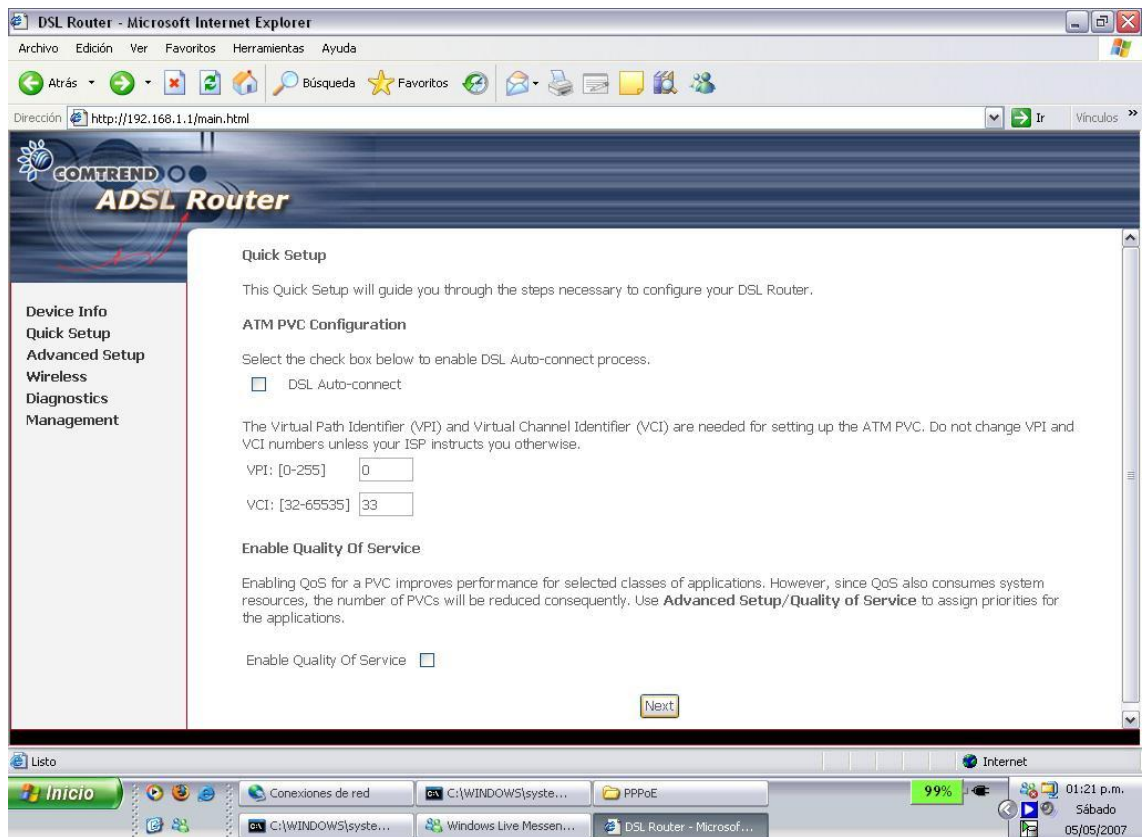 DSL Router - Microsoft Internet Explorer
Archivo Edición Ver Favoritos Herramientas Ayuda
Atrás Búsqueda Favoritos
Dirección http://192.168.1.1/main.html Ir Vínculos »
COMTREND
ADSL Router
Device Info
Quick Setup
Advanced Setup
Wireless
Diagnostics
Management
Quick Setup
This Quick Setup will guide you through the steps necessary to configure your DSL Router.
ATM PVC Configuration
Select the check box below to enable DSL Auto-connect process.
DSL Auto-connect
The Virtual Path Identifier (VPI) and Virtual Channel Identifier (VCI) are needed for setting up the ATM PVC. Do not change VPI and
VCI numbers unless your ISP instructs you otherwise.
VPI: [0-255] 0
VCI: [32-65535] 33
Enable Quality Of Service
Enabling QoS for a PVC improves performance for selected classes of applications. However, since QoS also consumes system
resources, the number of PVCs will be reduced consequently. Use Advanced Setup/Quality of Service to assign priorities for
the applications.
Enable Quality Of Service
Next
Listo Internet
Inicio Conexiones de red C:\WINDOWS\syste... PPPoE 99% 01:21 p.m.
Sábado
C:\WINDOWS\syste... Windows Live Messen... DSL Router - Microsof... 05/05/2007